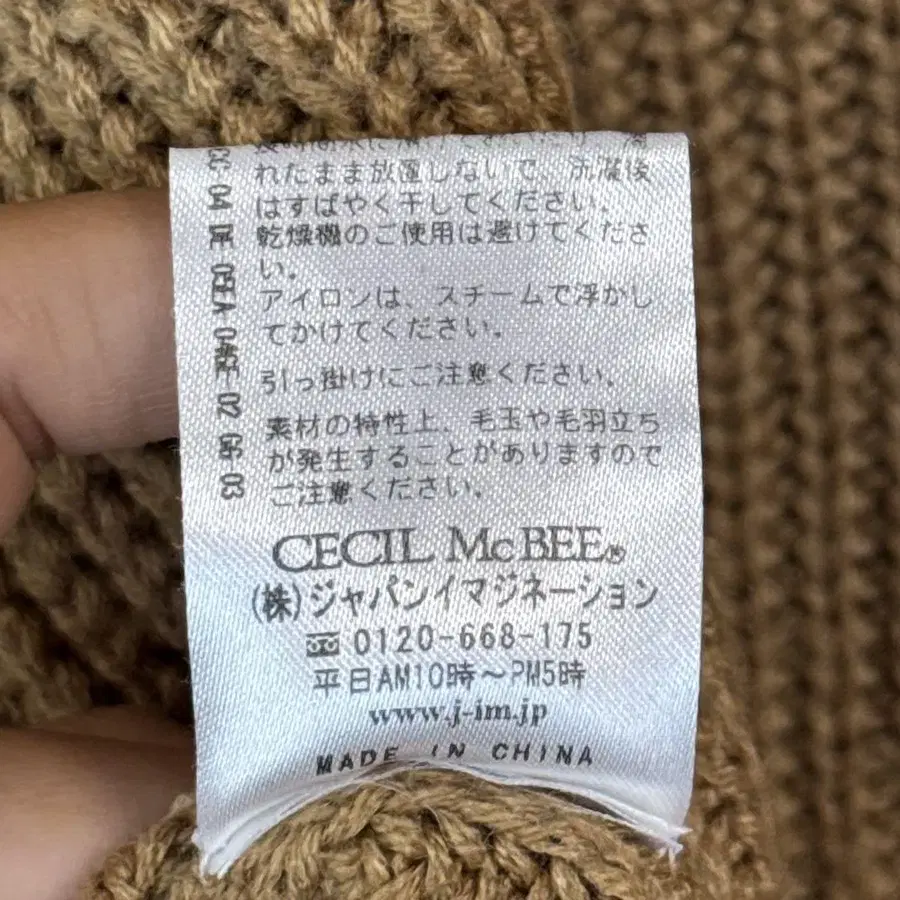 れたまま放置しないで、洗濯後
はすばやく干してください。
乾燥機のご使用は避けてくださ
い。
アイロンは、スチームで浮かし
てかけてください。
引っ掛けにご注意ください。
素材の特性上、毛玉や毛羽立ち
が発生することがありますので
ご注意ください。
CECIL McBEE®
(株)ジャパンイマジネーション
0120-668-175
平日AM10時～PM5時
www.j-im.jp
MADE IN CHINA